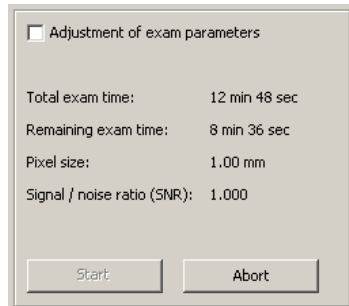 Adjustment of exam parameters
Total exam time: 12 min 48 sec
Remaining exam time: 8 min 36 sec
Pixel size: 1.00 mm
Signal / noise ratio (SNR): 1.000
Start Abort